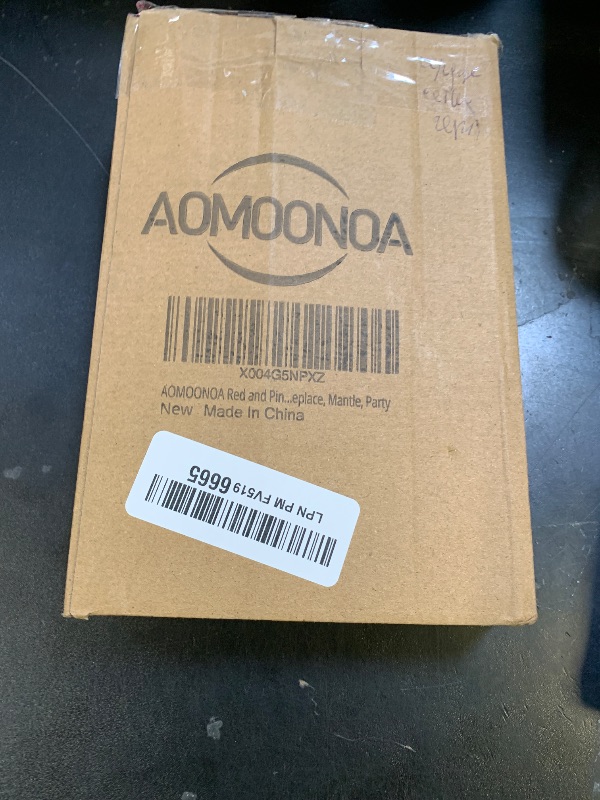 AOMOONOA
X004G5NPXZ
AOMOONOA Red and Pin...eplace, Mantle, Party
New Made In China
LPN PM FV519 6665